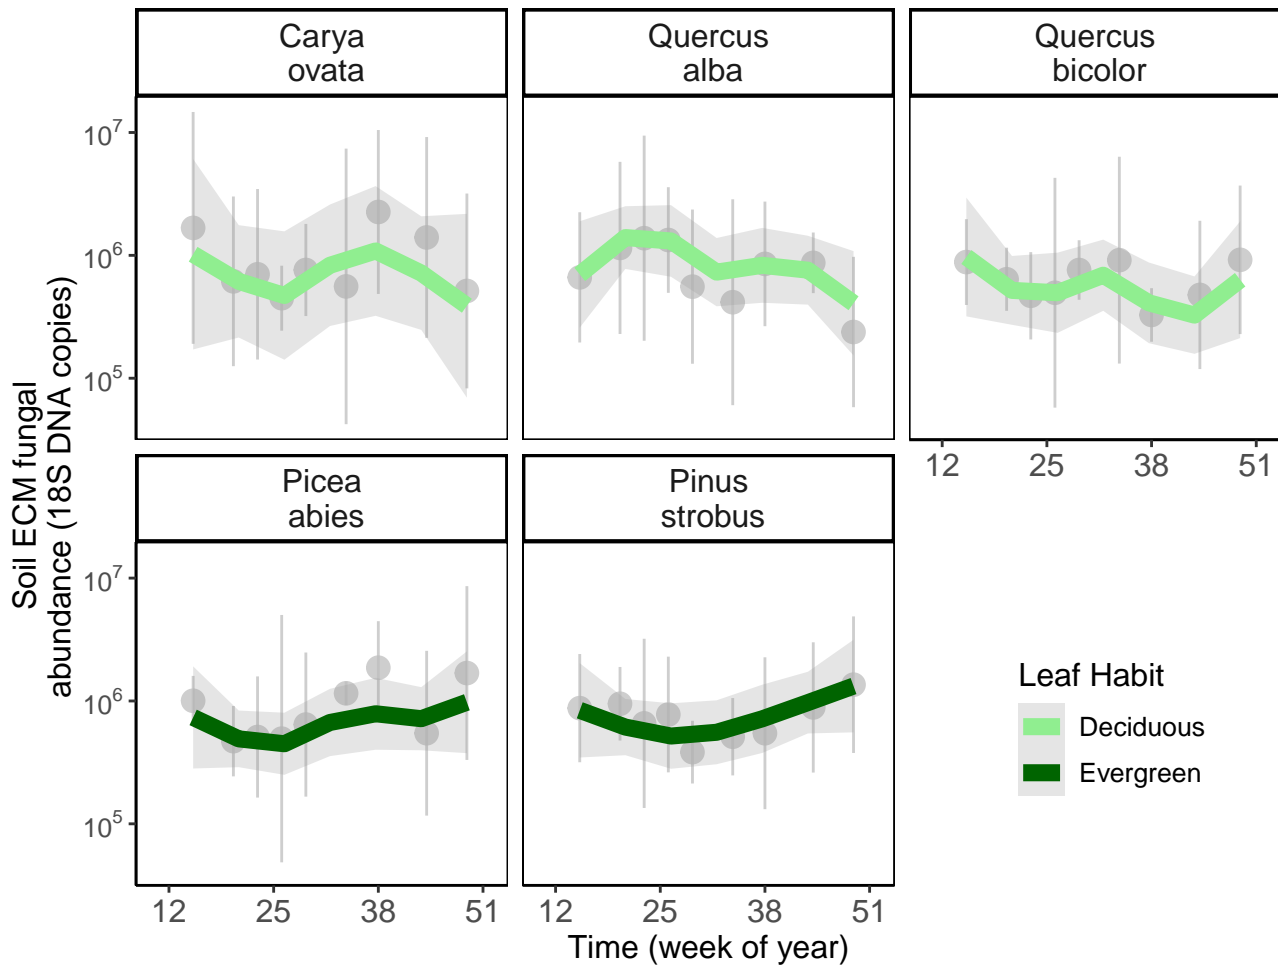 Carya
ovata
Quercus
alba
Quercus
bicolor
10⁷
10⁶
10⁵
12 25 38 51
Picea
abies
Pinus
strobus
10⁷
10⁶
10⁵
12 25 38 51
12 25 38 51
Soil ECM fungal
abundance (18S DNA copies)
Time (week of year)
Leaf Habit
Deciduous
Evergreen